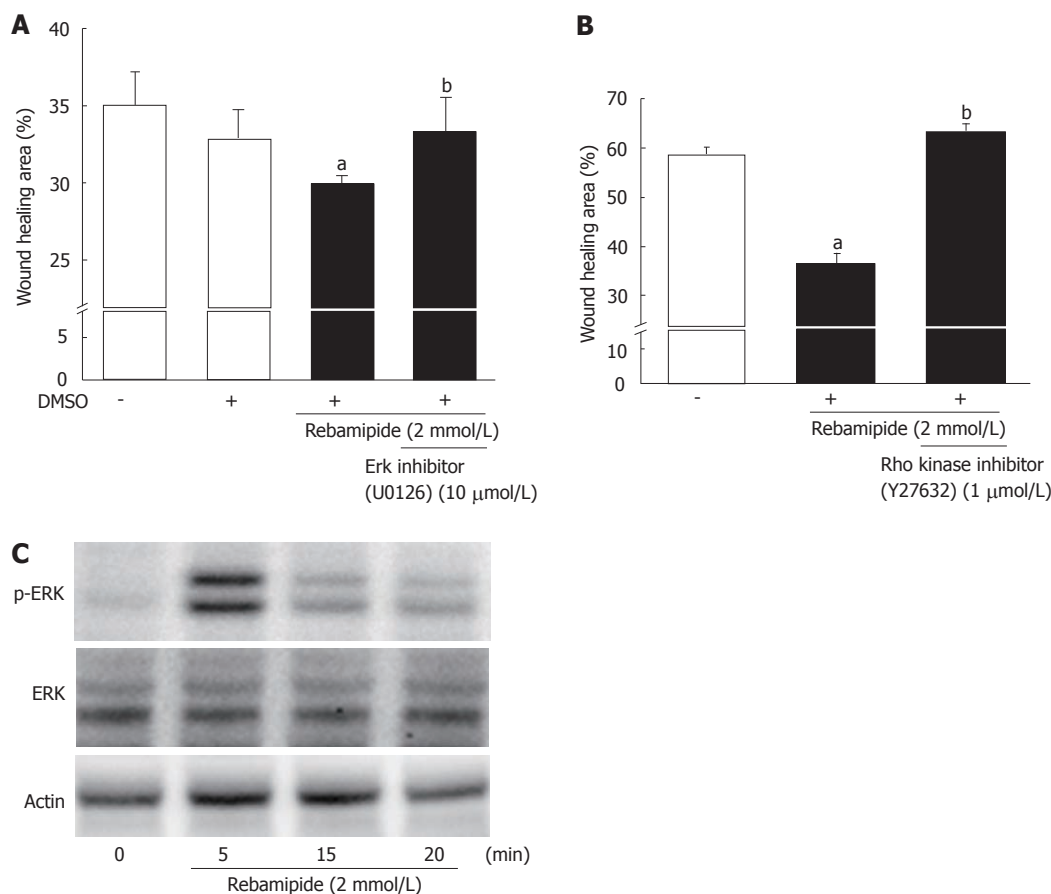 A
Wound healing area (%)
40
35
30
25
5
0
a
b
DMSO - + + +
Rebamipide (2 mmol/L)
Erk inhibitor
(U0126) (10 μmol/L)
B
Wound healing area (%)
70
60
50
40
30
10
0
a
b
- + +
Rebamipide (2 mmol/L)
Rho kinase inhibitor
(Y27632) (1 μmol/L)
C
p-ERK
ERK
Actin
0 5 15 20 (min)
Rebamipide (2 mmol/L)